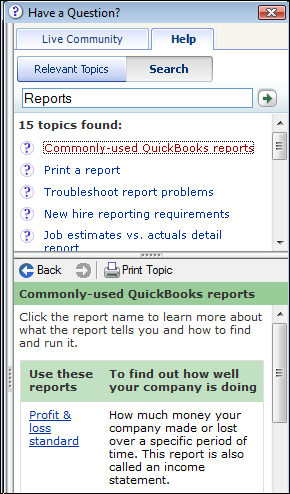 Have a Question?
Live Community
Help
Relevant Topics
Search
Reports
15 topics found:
Commonly-used QuickBooks reports
Print a report
Troubleshoot report problems
New hire reporting requirements
Job estimates vs. actuals detail
report
Back
Print Topic
Commonly-used QuickBooks reports
Click the report name to learn more about
what the report tells you and how to find
and run it.
Use these
reports
To find out how well
your company is doing
Profit &
loss
standard
How much money your
company made or lost
over a specific period of
time. This report is also
called an income
statement.